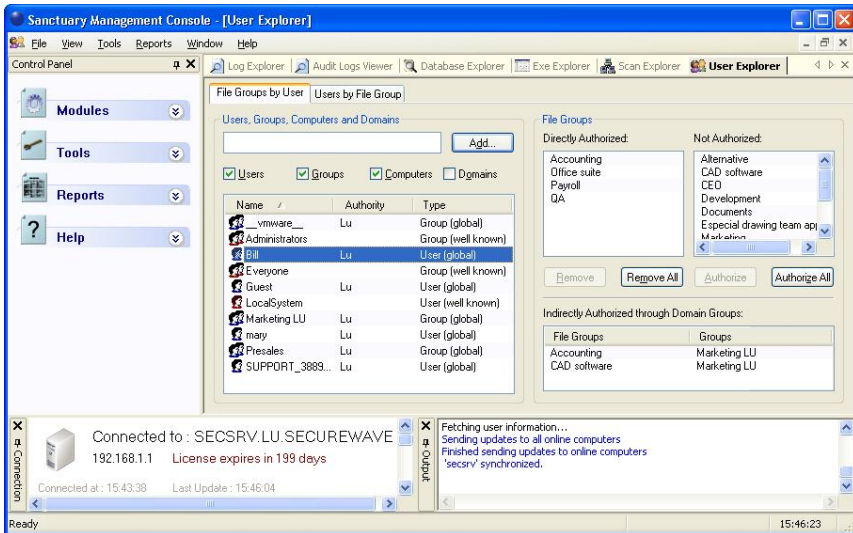 Sanctuary Management Console - [User Explorer]
File View Tools Reports Window Help
Control Panel
Log Explorer Audit Logs Viewer Database Explorer Exe Explorer Scan Explorer User Explorer
Modules
Tools
Reports
? Help
File Groups by User Users by File Group
Users, Groups, Computers and Domains
Add...
Users Groups Computers Domains
Name Authority Type
__vmware__ Lu Group (global)
Administrators Group (well known)
Bill Lu User (global)
Everyone Group (well known)
Guest Lu User (global)
LocalSystem User (well known)
Marketing LU Lu Group (global)
mary Lu User (global)
Presales Lu Group (global)
SUPPORT_3889... Lu User (global)
File Groups
Directly Authorized:
Accounting
Office suite
Payroll
QA
Not Authorized:
Alternative
CAD software
CEO
Development
Documents
Especial drawing team app
Marketing
Remove Remove All Authorize Authorize All
Indirectly Authorized through Domain Groups:
File Groups Groups
Accounting Marketing LU
CAD software Marketing LU
Connection
Connected to : SECSRV.LU.SECUREWAVE
192.168.1.1 License expires in 199 days
Connected at : 15:43:38 Last Update : 15:46:04
Output
Fetching user information...
Sending updates to all online computers
Finished sending updates to online computers
'secsrv' synchronized.
Ready 15:46:23